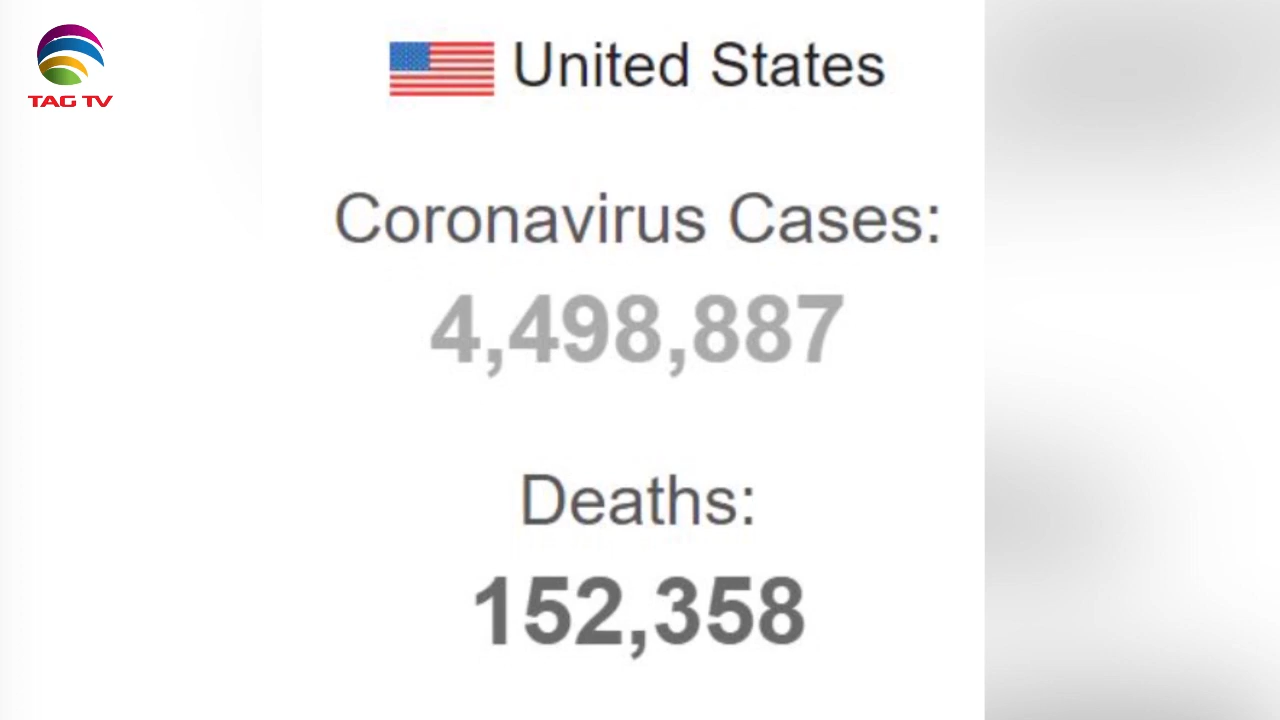 TAG TV
United States
Coronavirus Cases:
4,498,887
Deaths:
152,358